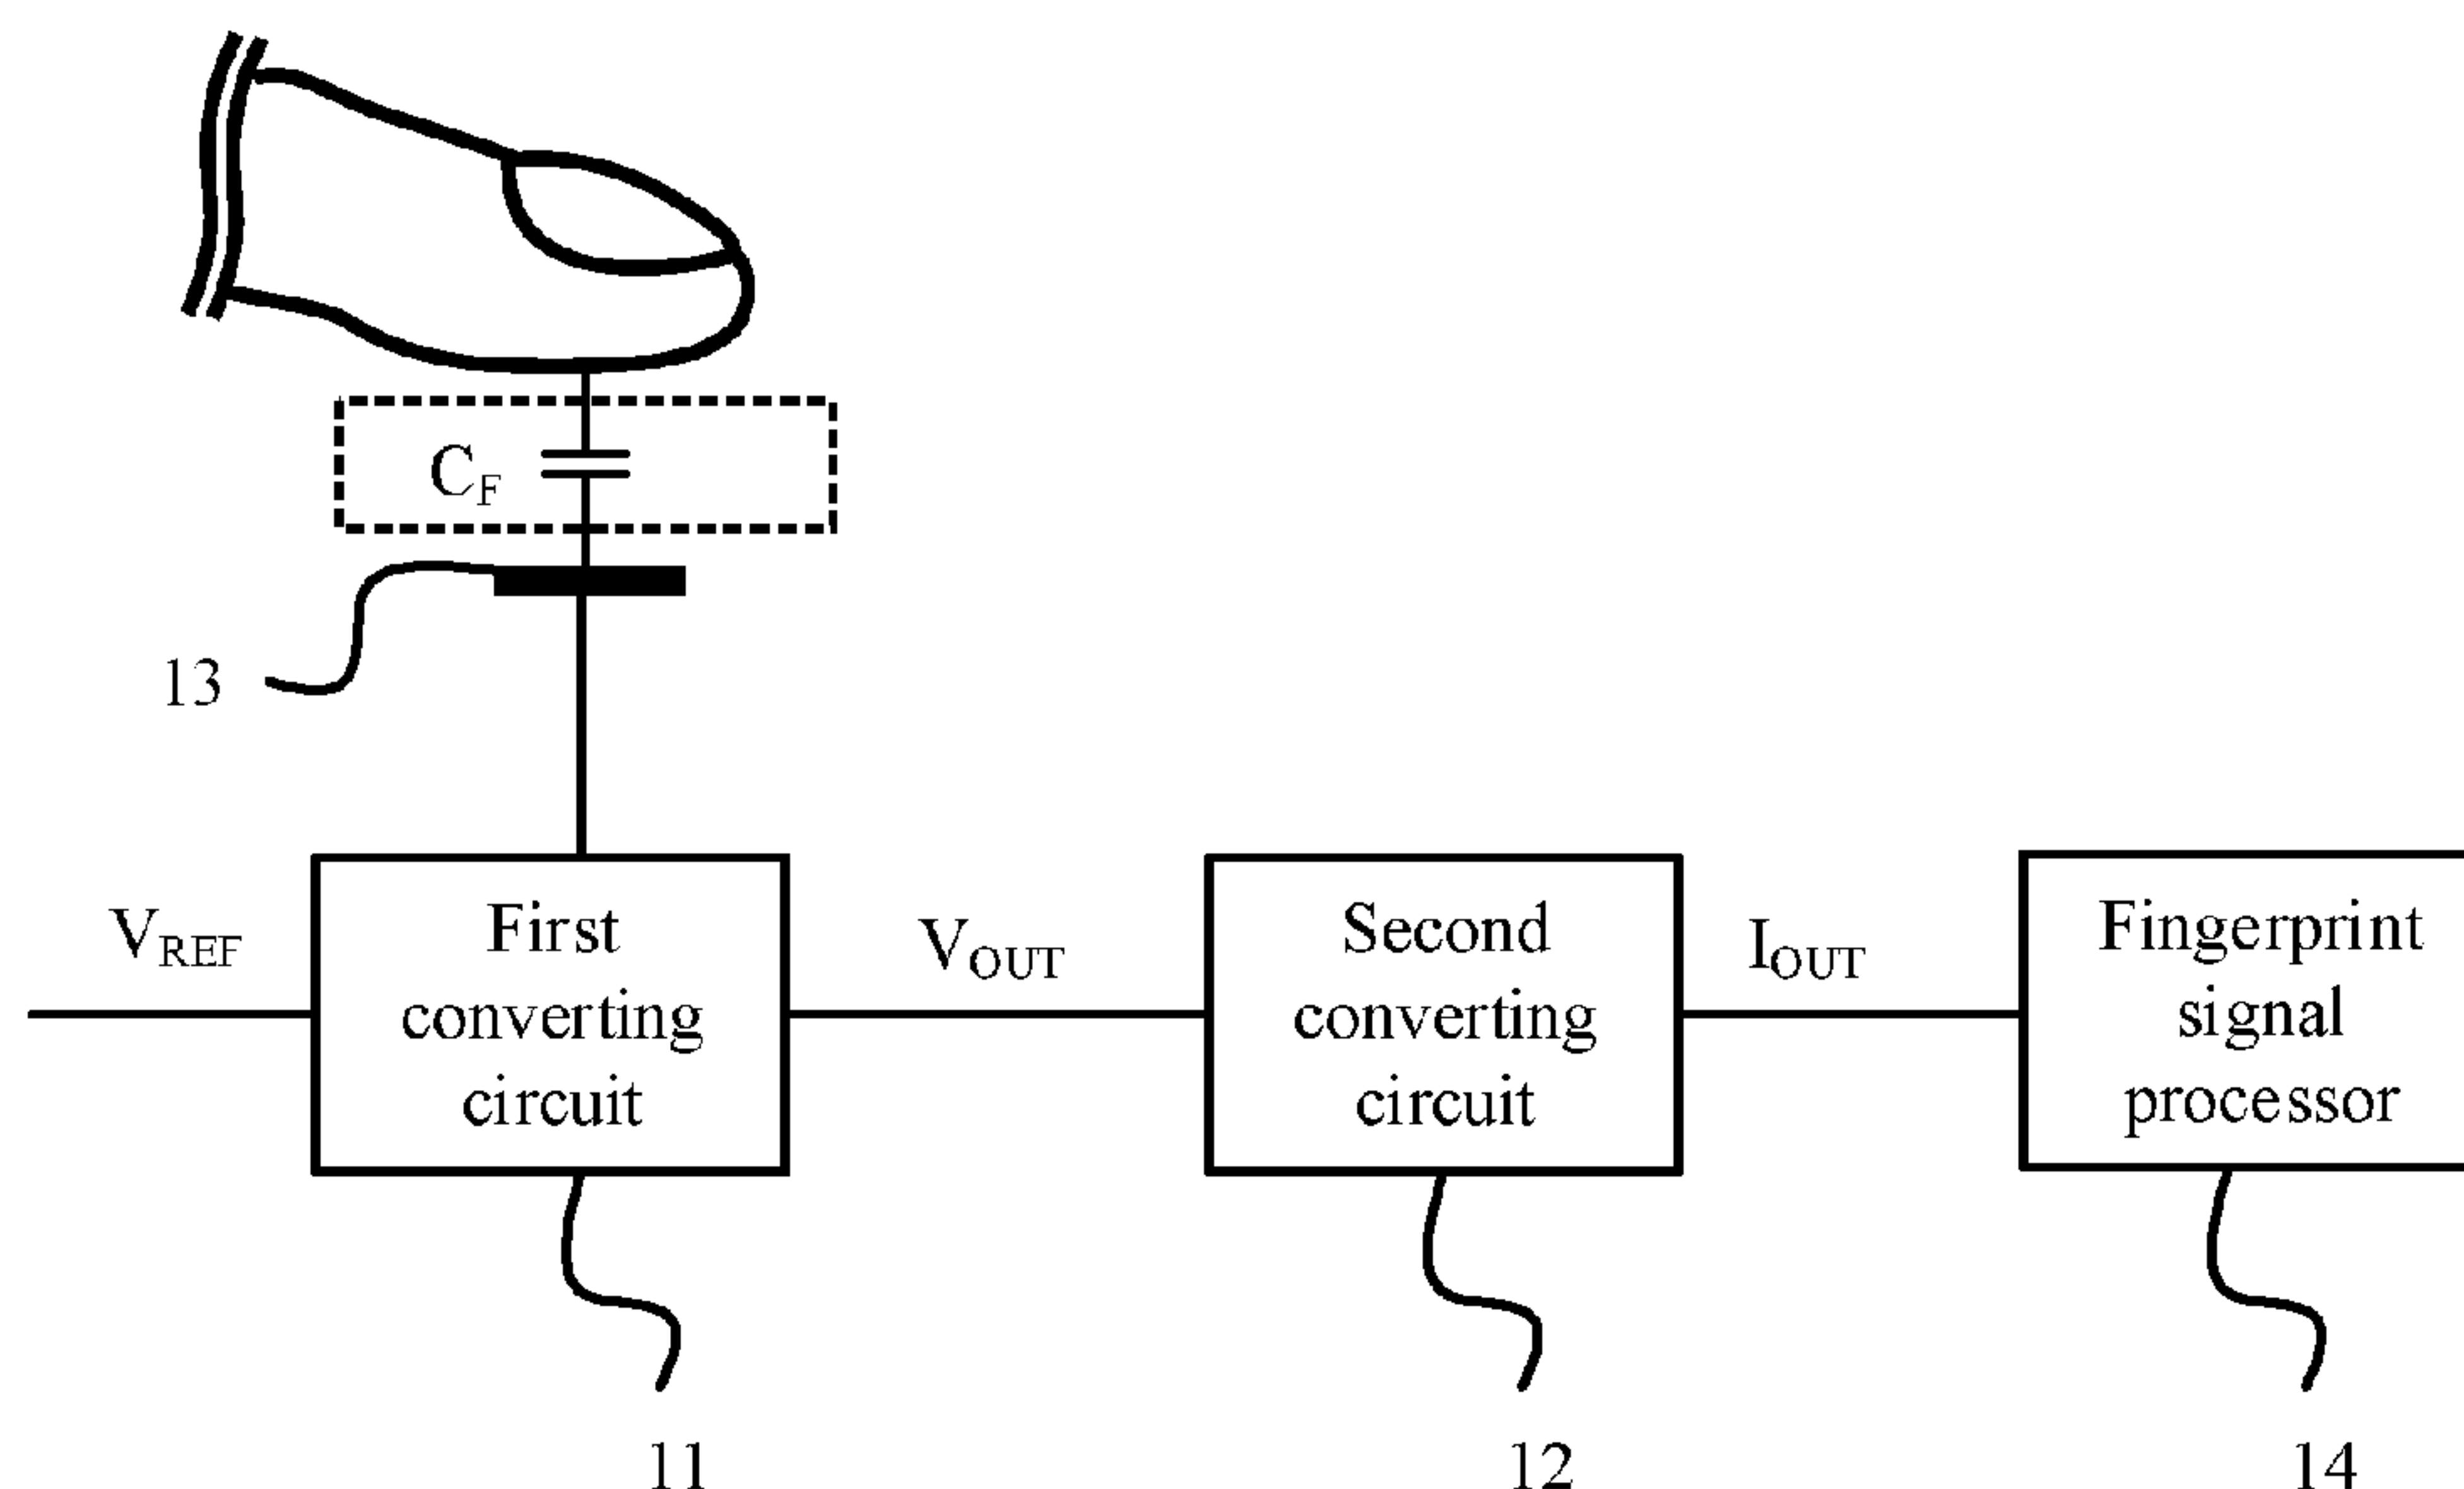 C_F
13
V_REF
First
converting
circuit
V_OUT
Second
converting
circuit
I_OUT
Fingerprint
signal
processor
11
12
14